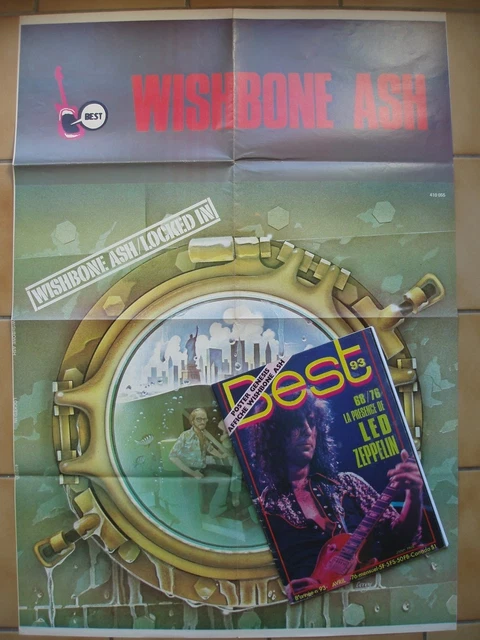 BEST
WISHBONE ASH
WISHBONE ASH/LOCKED IN
POSTER GENESIS
AFFICHE WISHBONE ASH
Best
93
68/76
LA PRESENCE DE
LED
ZEPPELIN